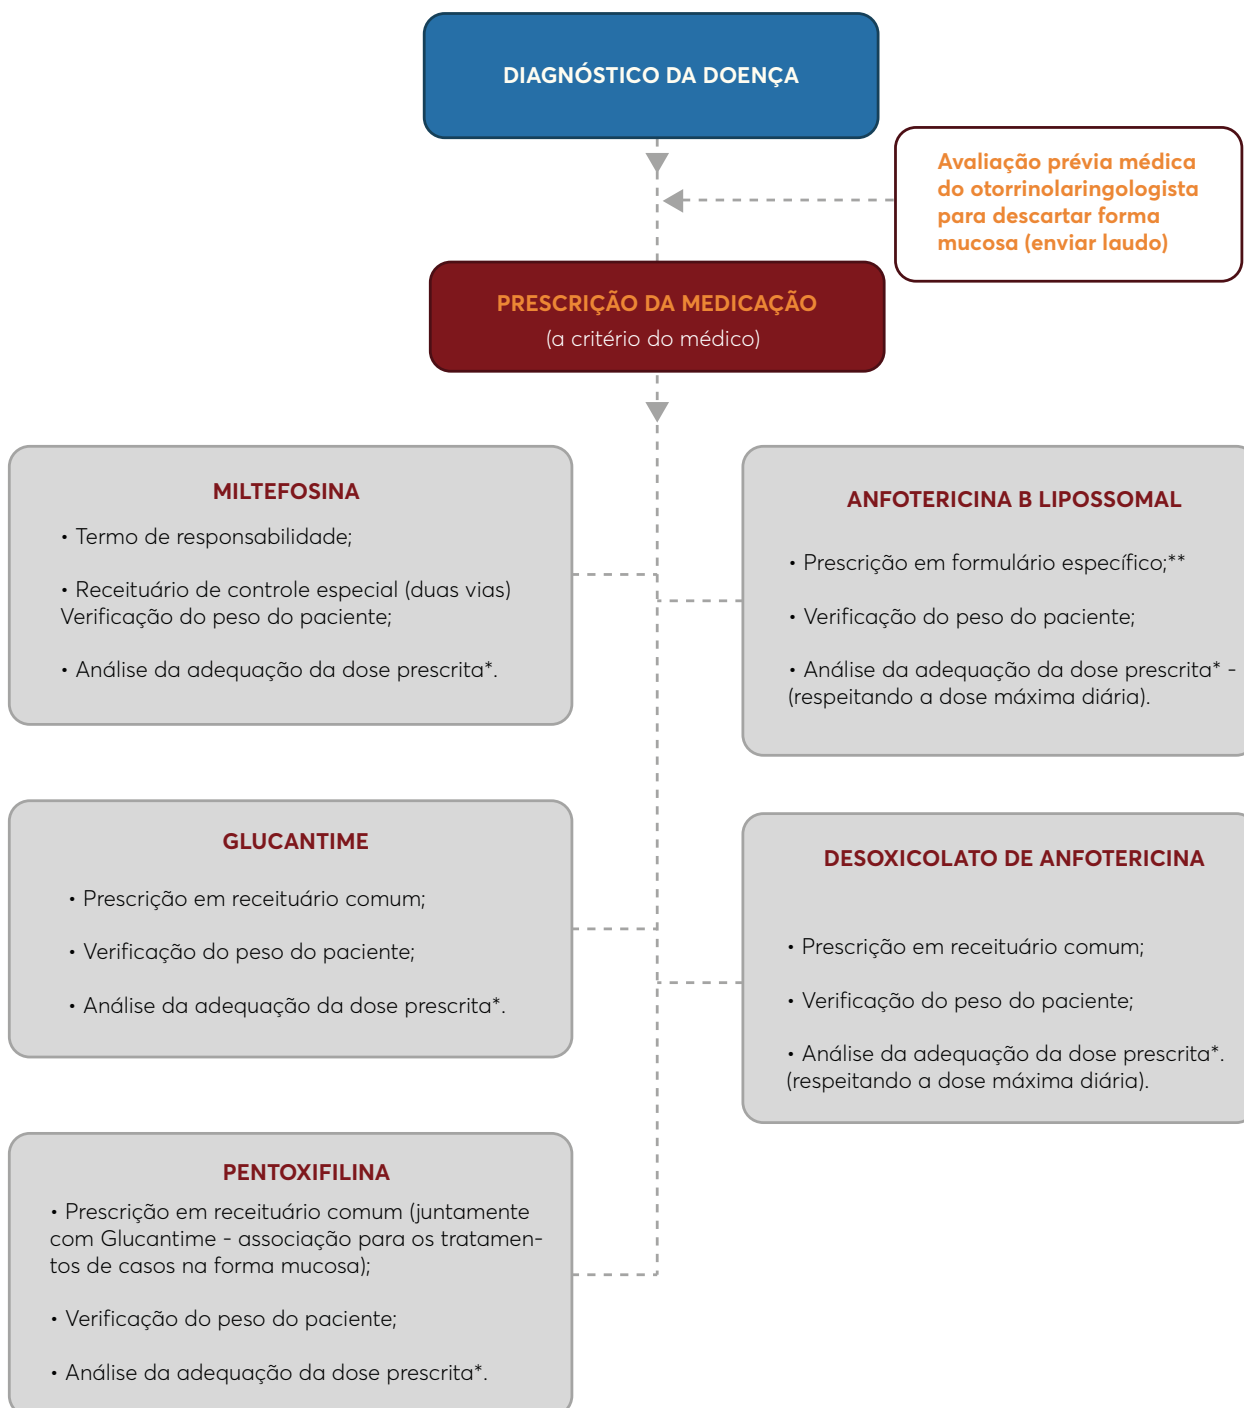 DIAGNÓSTICO DA DOENÇA
Avaliação prévia médica
do otorrinolaringologista
para descartar forma
mucosa (enviar laudo)
PRESCRIÇÃO DA MEDICAÇÃO
(a critério do médico)
MILTEFOSINA
• Termo de responsabilidade;
• Receituário de controle especial (duas vias)
Verificação do peso do paciente;
• Análise da adequação da dose prescrita*.
ANFOTERICINA B LIPOSSOMAL
• Prescrição em formulário específico;**
• Verificação do peso do paciente;
• Análise da adequação da dose prescrita* -
(respeitando a dose máxima diária).
GLUCANTIME
• Prescrição em receituário comum;
• Verificação do peso do paciente;
• Análise da adequação da dose prescrita*.
DESOXICOLATO DE ANFOTERICINA
• Prescrição em receituário comum;
• Verificação do peso do paciente;
• Análise da adequação da dose prescrita*.
(respeitando a dose máxima diária).
PENTOXIFILINA
• Prescrição em receituário comum (juntamente
com Glucantime - associação para os tratamen-
tos de casos na forma mucosa);
• Verificação do peso do paciente;
• Análise da adequação da dose prescrita*.